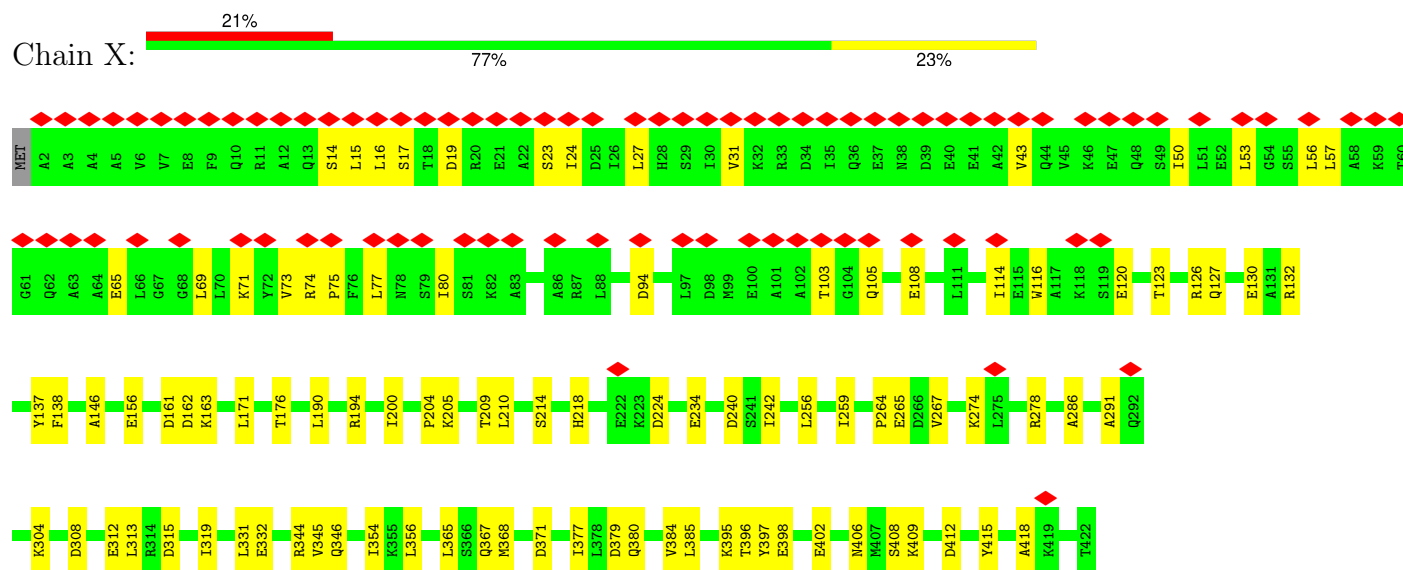 21%
Chain X:
77% 23%
MET A2 A3 A4 A5 V6 V7 E8 F9 Q10 R11 A12 Q13 S14 L15 L16 S17 T18 D19 R20 E21 A22 S23 I24 D25 I26 L27 H28 S29 I30 V31 K32 R33 D34 I35 Q36 E37 N38 D39 E40 E41 A42 V43 Q44 V45 K46 E47 Q48 S49 I50 L51 E52 L53 G54 S55 L56 L57 A58 K59 T60
G61 Q62 A63 A64 E65 L66 G67 G68 L69 L70 K71 Y72 V73 R74 P75 F76 L77 N78 S79 I80 S81 K82 A83 A86 R87 L88 D94 L97 D98 M99 E100 A101 A102 T103 G104 Q105 E108 L111 I114 E115 W116 A117 K118 S119 E120 T123 R126 Q127 E130 A131 R132
Y137 F138 A146 E156 D161 D162 K163 L171 T176 L190 R194 I200 P204 K205 T209 L210 S214 H218 E222 K223 D224 E234 D240 S241 I242 L256 I259 P264 E265 D266 V267 K274 L275 R278 A286 A291 Q292
K304 D308 E312 L313 R314 D315 I319 L331 E332 R344 V345 Q346 I354 K355 L356 L365 S366 Q367 M368 D371 I377 L378 D379 Q380 V384 L385 K395 T396 Y397 E398 E402 N406 M407 S408 K409 D412 Y415 A418 K419 T422